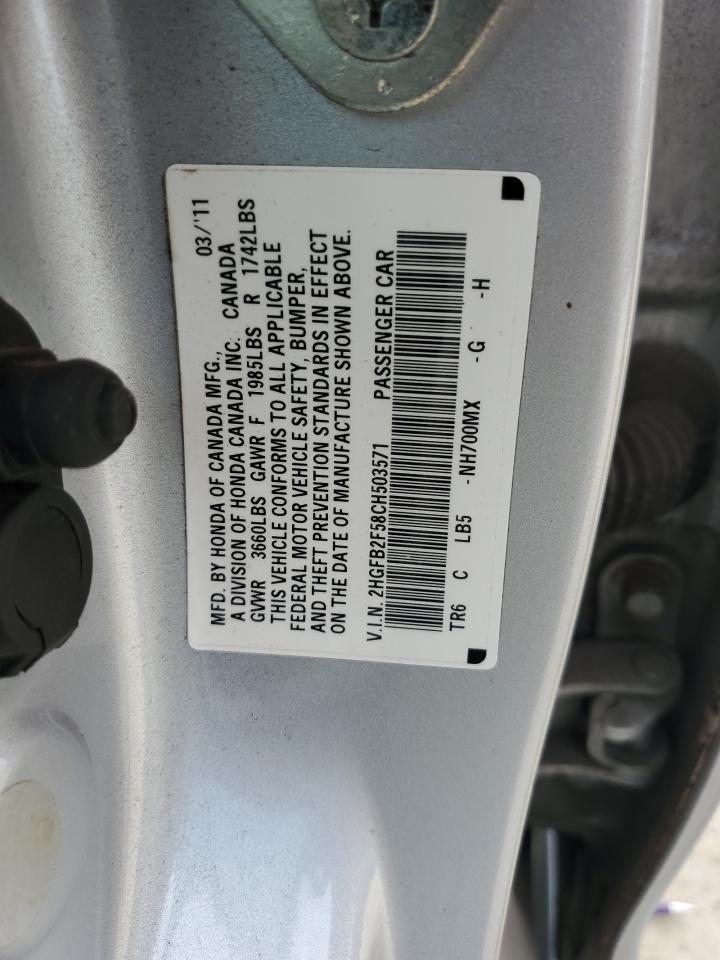 MFD. BY HONDA OF CANADA MFG., 03/'11
A DIVISION OF HONDA CANADA INC. CANADA
GVWR 3660LBS GAWR F 1985LBS R 1742LBS
THIS VEHICLE CONFORMS TO ALL APPLICABLE
FEDERAL MOTOR VEHICLE SAFETY, BUMPER,
AND THEFT PREVENTION STANDARDS IN EFFECT
ON THE DATE OF MANUFACTURE SHOWN ABOVE.
V.I.N. 2HGFB2F58CH503571 PASSENGER CAR
TR6 C LB5 -NH700MX -G -H